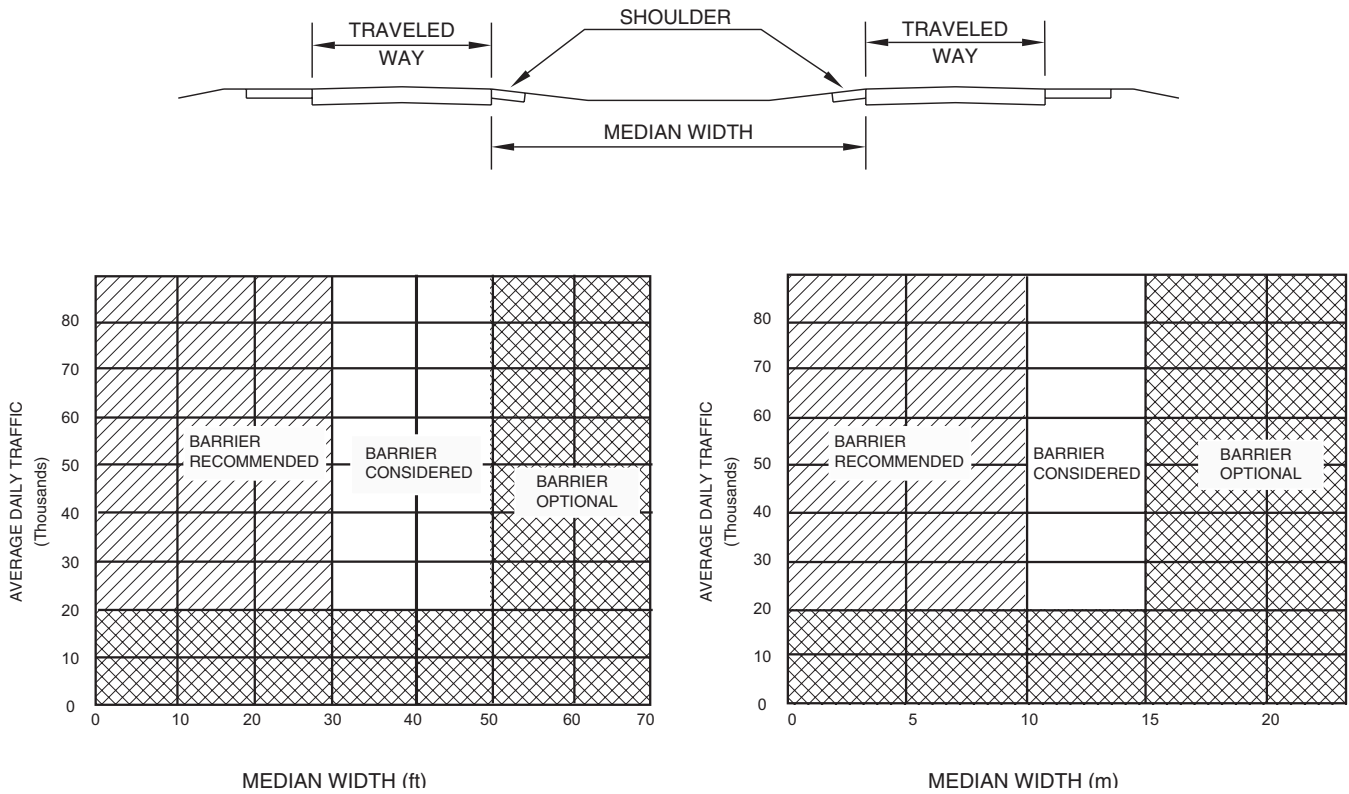 SHOULDER
TRAVELED
WAY
TRAVELED
WAY
MEDIAN WIDTH
AVERAGE DAILY TRAFFIC
(Thousands)
80
70
60
50
40
30
20
10
0
BARRIER
RECOMMENDED
BARRIER
CONSIDERED
BARRIER
OPTIONAL
0 10 20 30 40 50 60 70
MEDIAN WIDTH (ft)
AVERAGE DAILY TRAFFIC
(Thousands)
80
70
60
50
40
30
20
10
0
BARRIER
RECOMMENDED
BARRIER
CONSIDERED
BARRIER
OPTIONAL
0 5 10 15 20
MEDIAN WIDTH (m)